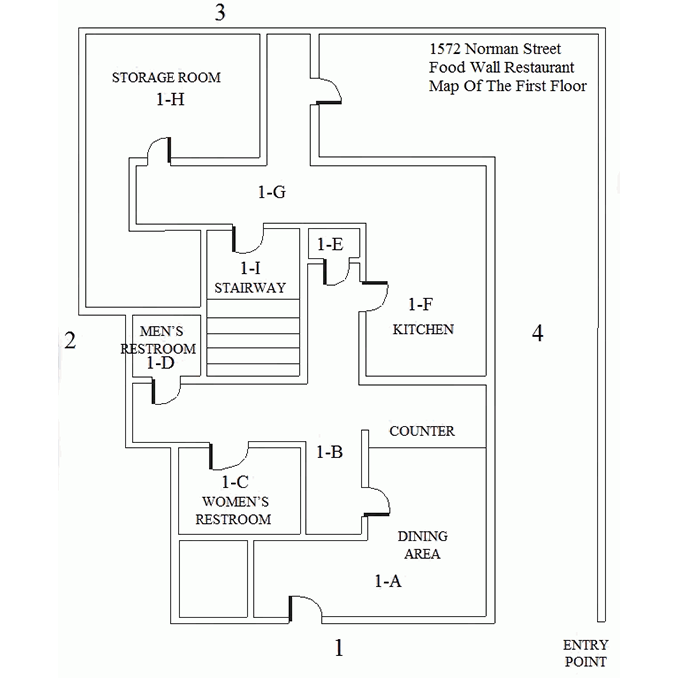 3
1572 Norman Street
Food Wall Restaurant
Map Of The First Floor
STORAGE ROOM
1-H
1-G
1-E
1-I
STAIRWAY
1-F
KITCHEN
2
4
MEN'S
RESTROOM
1-D
COUNTER
1-B
1-C
WOMEN'S
RESTROOM
DINING
AREA
1-A
1
ENTRY
POINT